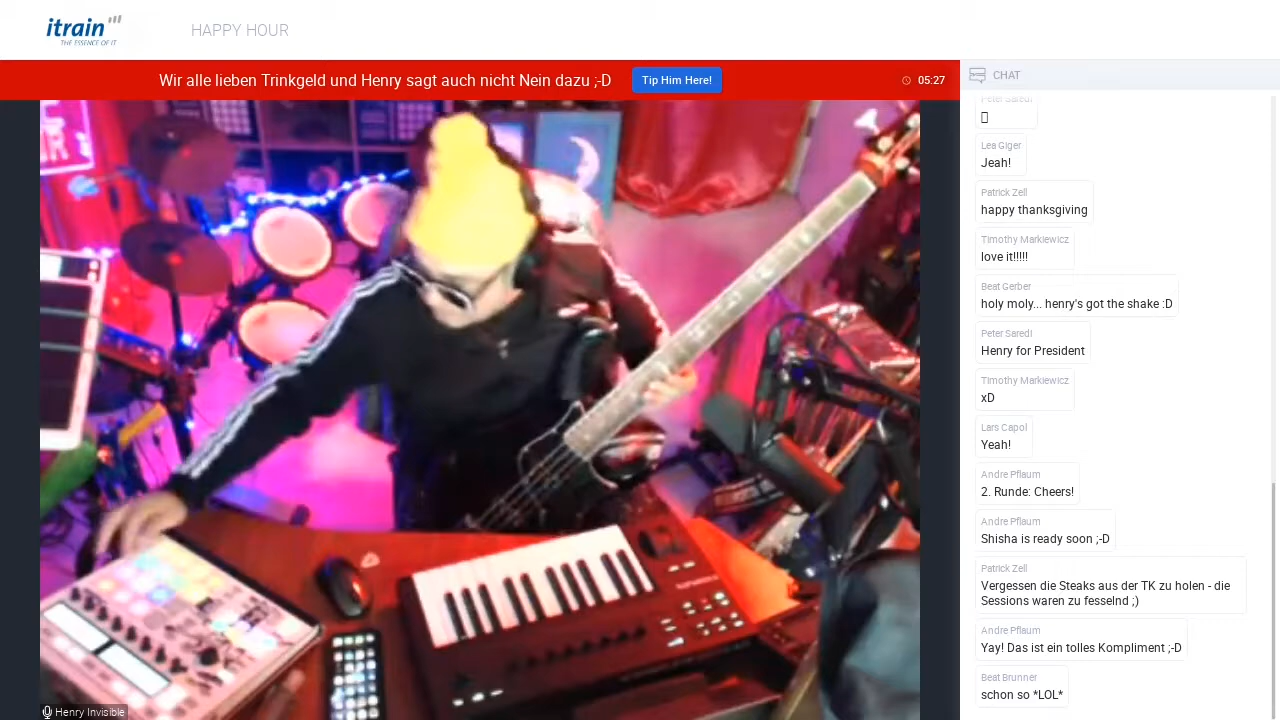 itrain
THE ESSENCE OF IT
HAPPY HOUR
Wir alle lieben Trinkgeld und Henry sagt auch nicht Nein dazu ;-D
Tip Him Here!
05:27
CHAT
Peter Saredi
Lea Giger
Jeah!
Patrick Zell
happy thanksgiving
Timothy Markiewicz
love it!!!!!
Beat Gerber
holy moly... henry's got the shake :D
Peter Saredi
Henry for President
Timothy Markiewicz
xD
Lars Capol
Yeah!
Andre Pflaum
2. Runde: Cheers!
Andre Pflaum
Shisha is ready soon ;-D
Patrick Zell
Vergessen die Steaks aus der TK zu holen - die
Sessions waren zu fesselnd ;)
Andre Pflaum
Yay! Das ist ein tolles Kompliment ;-D
Beat Brunner
schon so *LOL*
Henry Invisible